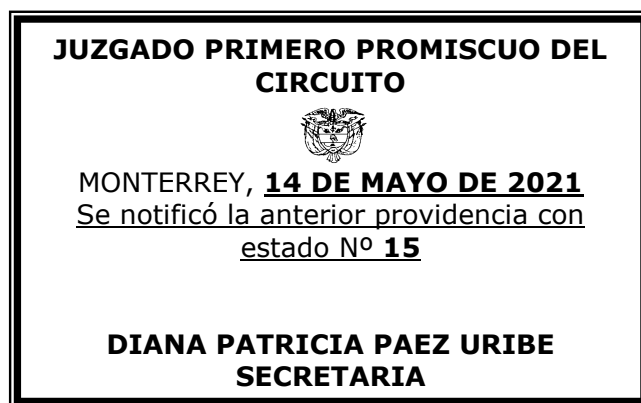 JUZGADO PRIMERO PROMISCUO DEL
CIRCUITO
MONTERREY, 14 DE MAYO DE 2021
Se notificó la anterior providencia con
estado Nº 15
DIANA PATRICIA PAEZ URIBE
SECRETARIA